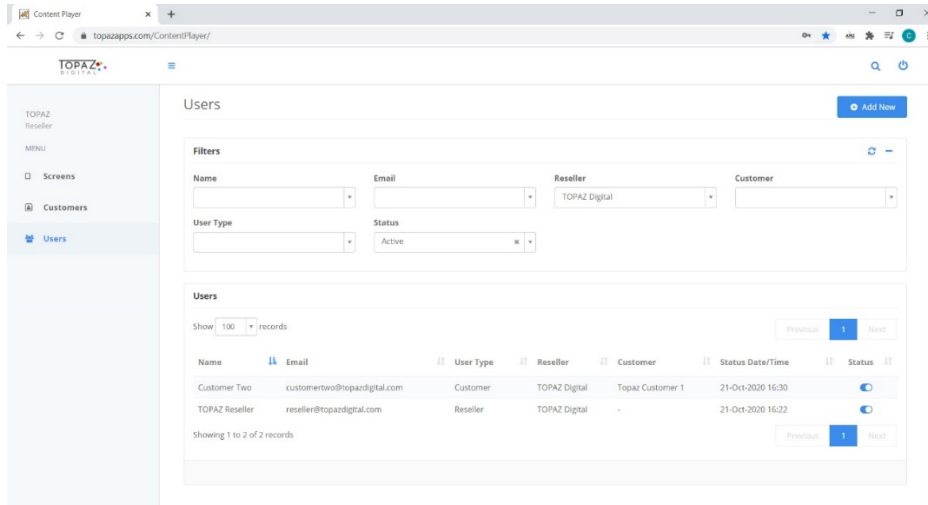 Content Player
topazapps.com/ContentPlayer/
TOPAZ
DIGITAL
TOPAZ
Reseller
MENU
Screens
Customers
Users
Users
Add New
Filters
Name Email Reseller Customer
TOPAZ Digital
User Type Status
Active
Users
Show 100 records
Previous 1 Next
Name Email User Type Reseller Customer Status Date/Time Status
Customer Two customertwo@topazdigital.com Customer TOPAZ Digital Topaz Customer 1 21-Oct-2020 16:30
TOPAZ Reseller reseller@topazdigital.com Reseller TOPAZ Digital - 21-Oct-2020 16:22
Showing 1 to 2 of 2 records
Previous 1 Next